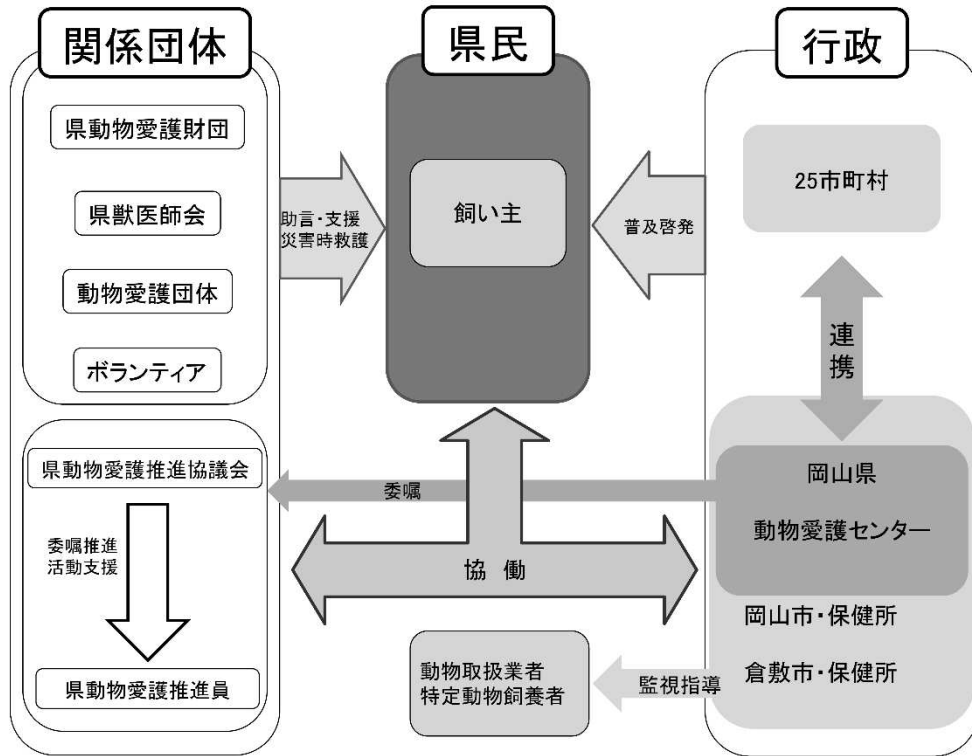 関係団体
県動物愛護財団
県獣医師会
動物愛護団体
ボランティア
県動物愛護推進協議会
委嘱推進
活動支援
県動物愛護推進員
助言・支援
災害時救護
県民
飼い主
普及啓発
行政
25市町村
連携
岡山県
動物愛護センター
岡山市・保健所
倉敷市・保健所
委嘱
協働
監視指導
動物取扱業者
特定動物飼養者